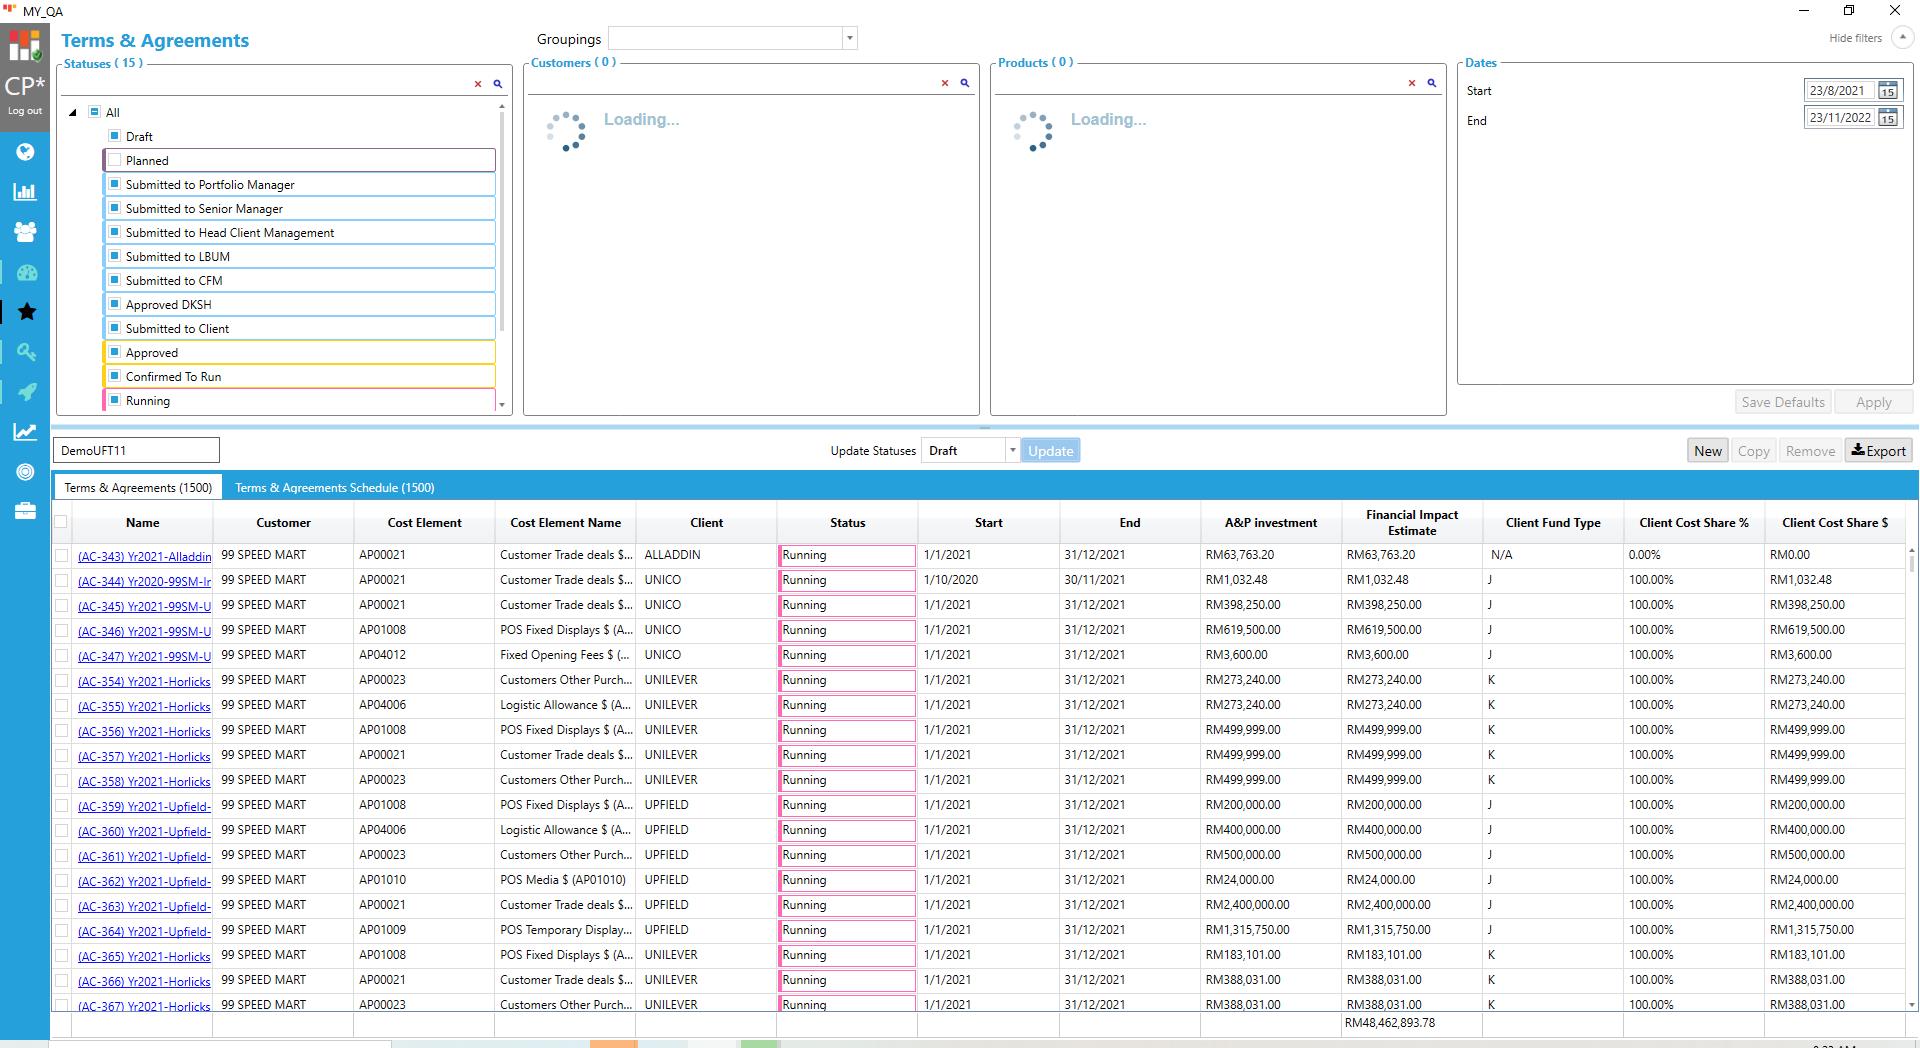 MY_QA
CP*
Log out
Terms & Agreements
Groupings
Hide filters
Statuses ( 15 )
Customers ( 0 )
Products ( 0 )
Dates
All
Draft
Planned
Submitted to Portfolio Manager
Submitted to Senior Manager
Submitted to Head Client Management
Submitted to LBUM
Submitted to CFM
Approved DKSH
Submitted to Client
Approved
Confirmed To Run
Running
Loading...
Loading...
Start 23/8/2021 15
End 23/11/2022 15
Save Defaults Apply
DemoUFT11 Update Statuses Draft Update New Copy Remove Export
Terms & Agreements (1500) Terms & Agreements Schedule (1500)
Name Customer Cost Element Cost Element Name Client Status Start End A&P investment Financial Impact Estimate Client Fund Type Client Cost Share % Client Cost Share $
(AC-343) Yr2021-Alladdin 99 SPEED MART AP00021 Customer Trade deals $... ALLADDIN Running 1/1/2021 31/12/2021 RM63,763.20 RM63,763.20 N/A 0.00% RM0.00
(AC-344) Yr2020-99SM-Ir 99 SPEED MART AP00021 Customer Trade deals $... UNICO Running 1/10/2020 30/11/2021 RM1,032.48 RM1,032.48 J 100.00% RM1,032.48
(AC-345) Yr2021-99SM-U 99 SPEED MART AP00021 Customer Trade deals $... UNICO Running 1/1/2021 31/12/2021 RM398,250.00 RM398,250.00 J 100.00% RM398,250.00
(AC-346) Yr2021-99SM-U 99 SPEED MART AP01008 POS Fixed Displays $ (A... UNICO Running 1/1/2021 31/12/2021 RM619,500.00 RM619,500.00 J 100.00% RM619,500.00
(AC-347) Yr2021-99SM-U 99 SPEED MART AP04012 Fixed Opening Fees $ (... UNICO Running 1/1/2021 31/12/2021 RM3,600.00 RM3,600.00 J 100.00% RM3,600.00
(AC-354) Yr2021-Horlicks 99 SPEED MART AP00023 Customers Other Purch... UNILEVER Running 1/1/2021 31/12/2021 RM273,240.00 RM273,240.00 K 100.00% RM273,240.00
(AC-355) Yr2021-Horlicks 99 SPEED MART AP04006 Logistic Allowance $ (A... UNILEVER Running 1/1/2021 31/12/2021 RM273,240.00 RM273,240.00 K 100.00% RM273,240.00
(AC-356) Yr2021-Horlicks 99 SPEED MART AP01008 POS Fixed Displays $ (A... UNILEVER Running 1/1/2021 31/12/2021 RM499,999.00 RM499,999.00 K 100.00% RM499,999.00
(AC-357) Yr2021-Horlicks 99 SPEED MART AP00021 Customer Trade deals $... UNILEVER Running 1/1/2021 31/12/2021 RM499,999.00 RM499,999.00 K 100.00% RM499,999.00
(AC-358) Yr2021-Horlicks 99 SPEED MART AP00023 Customers Other Purch... UNILEVER Running 1/1/2021 31/12/2021 RM499,999.00 RM499,999.00 K 100.00% RM499,999.00
(AC-359) Yr2021-Upfield- 99 SPEED MART AP01008 POS Fixed Displays $ (A... UPFIELD Running 1/1/2021 31/12/2021 RM200,000.00 RM200,000.00 J 100.00% RM200,000.00
(AC-360) Yr2021-Upfield- 99 SPEED MART AP04006 Logistic Allowance $ (A... UPFIELD Running 1/1/2021 31/12/2021 RM400,000.00 RM400,000.00 J 100.00% RM400,000.00
(AC-361) Yr2021-Upfield- 99 SPEED MART AP00023 Customers Other Purch... UPFIELD Running 1/1/2021 31/12/2021 RM500,000.00 RM500,000.00 J 100.00% RM500,000.00
(AC-362) Yr2021-Upfield- 99 SPEED MART AP01010 POS Media $ (AP01010) UPFIELD Running 1/1/2021 31/12/2021 RM24,000.00 RM24,000.00 J 100.00% RM24,000.00
(AC-363) Yr2021-Upfield- 99 SPEED MART AP00021 Customer Trade deals $... UPFIELD Running 1/1/2021 31/12/2021 RM2,400,000.00 RM2,400,000.00 J 100.00% RM2,400,000.00
(AC-364) Yr2021-Upfield- 99 SPEED MART AP01009 POS Temporary Display... UPFIELD Running 1/1/2021 31/12/2021 RM1,315,750.00 RM1,315,750.00 J 100.00% RM1,315,750.00
(AC-365) Yr2021-Horlicks 99 SPEED MART AP01008 POS Fixed Displays $ (A... UNILEVER Running 1/1/2021 31/12/2021 RM183,101.00 RM183,101.00 K 100.00% RM183,101.00
(AC-366) Yr2021-Horlicks 99 SPEED MART AP00021 Customer Trade deals $... UNILEVER Running 1/1/2021 31/12/2021 RM388,031.00 RM388,031.00 K 100.00% RM388,031.00
(AC-367) Yr2021-Horlicks 99 SPEED MART AP00023 Customers Other Purch... UNILEVER Running 1/1/2021 31/12/2021 RM388,031.00 RM388,031.00 K 100.00% RM388,031.00
RM48,462,893.78